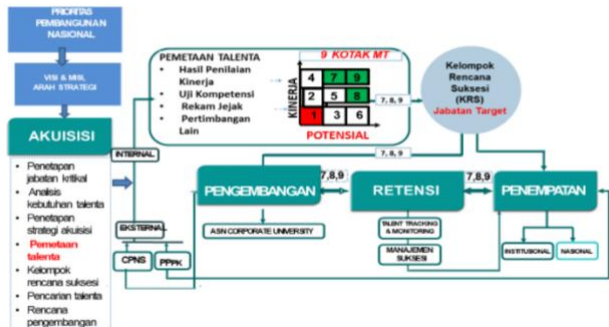 PRIORITAS
PEMBANGUNAN
NASIONAL
VISI & MISI,
ARAH STRATEGI
AKUISISI
Penetapan
jabatan kritikal
Analisis
kebutuhan talenta
Penetapan
strategi akuisisi
Pemetaan
talenta
Kelompok
rencana suksesi
Pencarian talenta
Rencana
pengembangan
INTERNAL
EKSTERNAL
CPNS
PPPK
PEMETAAN TALENTA
Hasil Penilaian
Kinerja
Uji Kompetensi
Rekam Jejak
Pertimbangan
Lain
9 KOTAK MT
KINERJA
4 7 9
2 5 8
1 3 6
POTENSIAL
7, 8, 9
Kelompok
Rencana
Suksesi
(KRS)
Jabatan Target
7, 8, 9
PENGEMBANGAN
7,8,9
RETENSI
7,8,9
PENEMPATAN
ASN CORPORATE UNIVERSITY
TALENT TRACKING
& MONITORING
MANAJEMEN
SUKSESI
INSTITUSIONAL
NASIONAL